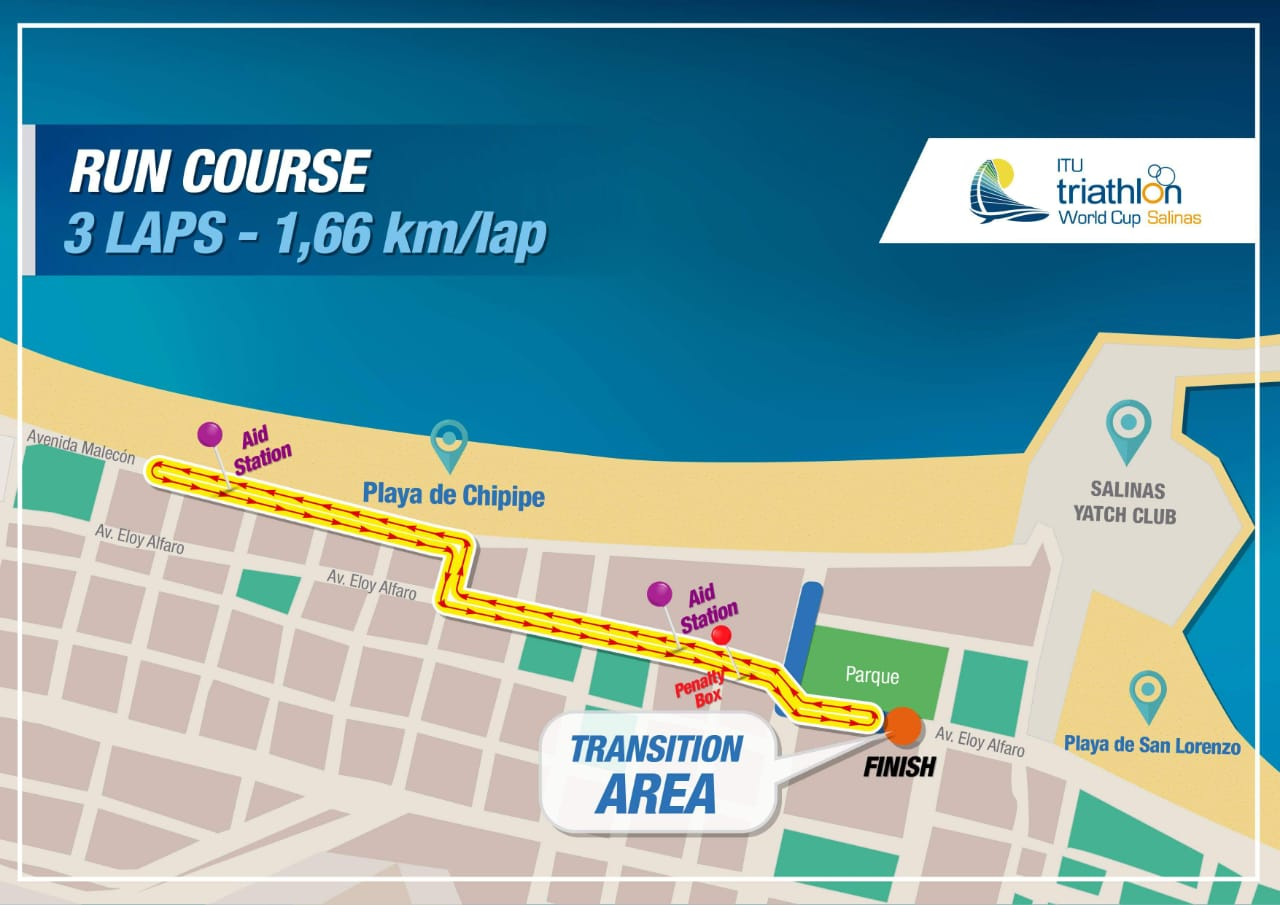 RUN COURSE
3 LAPS - 1,66 km/lap
ITU
triathlon
World Cup Salinas
Avenida Malecón
Aid
Station
Playa de Chipipe
SALINAS
YATCH CLUB
Av. Eloy Alfaro
Av. Eloy Alfaro
Aid
Station
Penalty
Box
Parque
Playa de San Lorenzo
Av. Eloy Alfaro
TRANSITION
AREA
FINISH